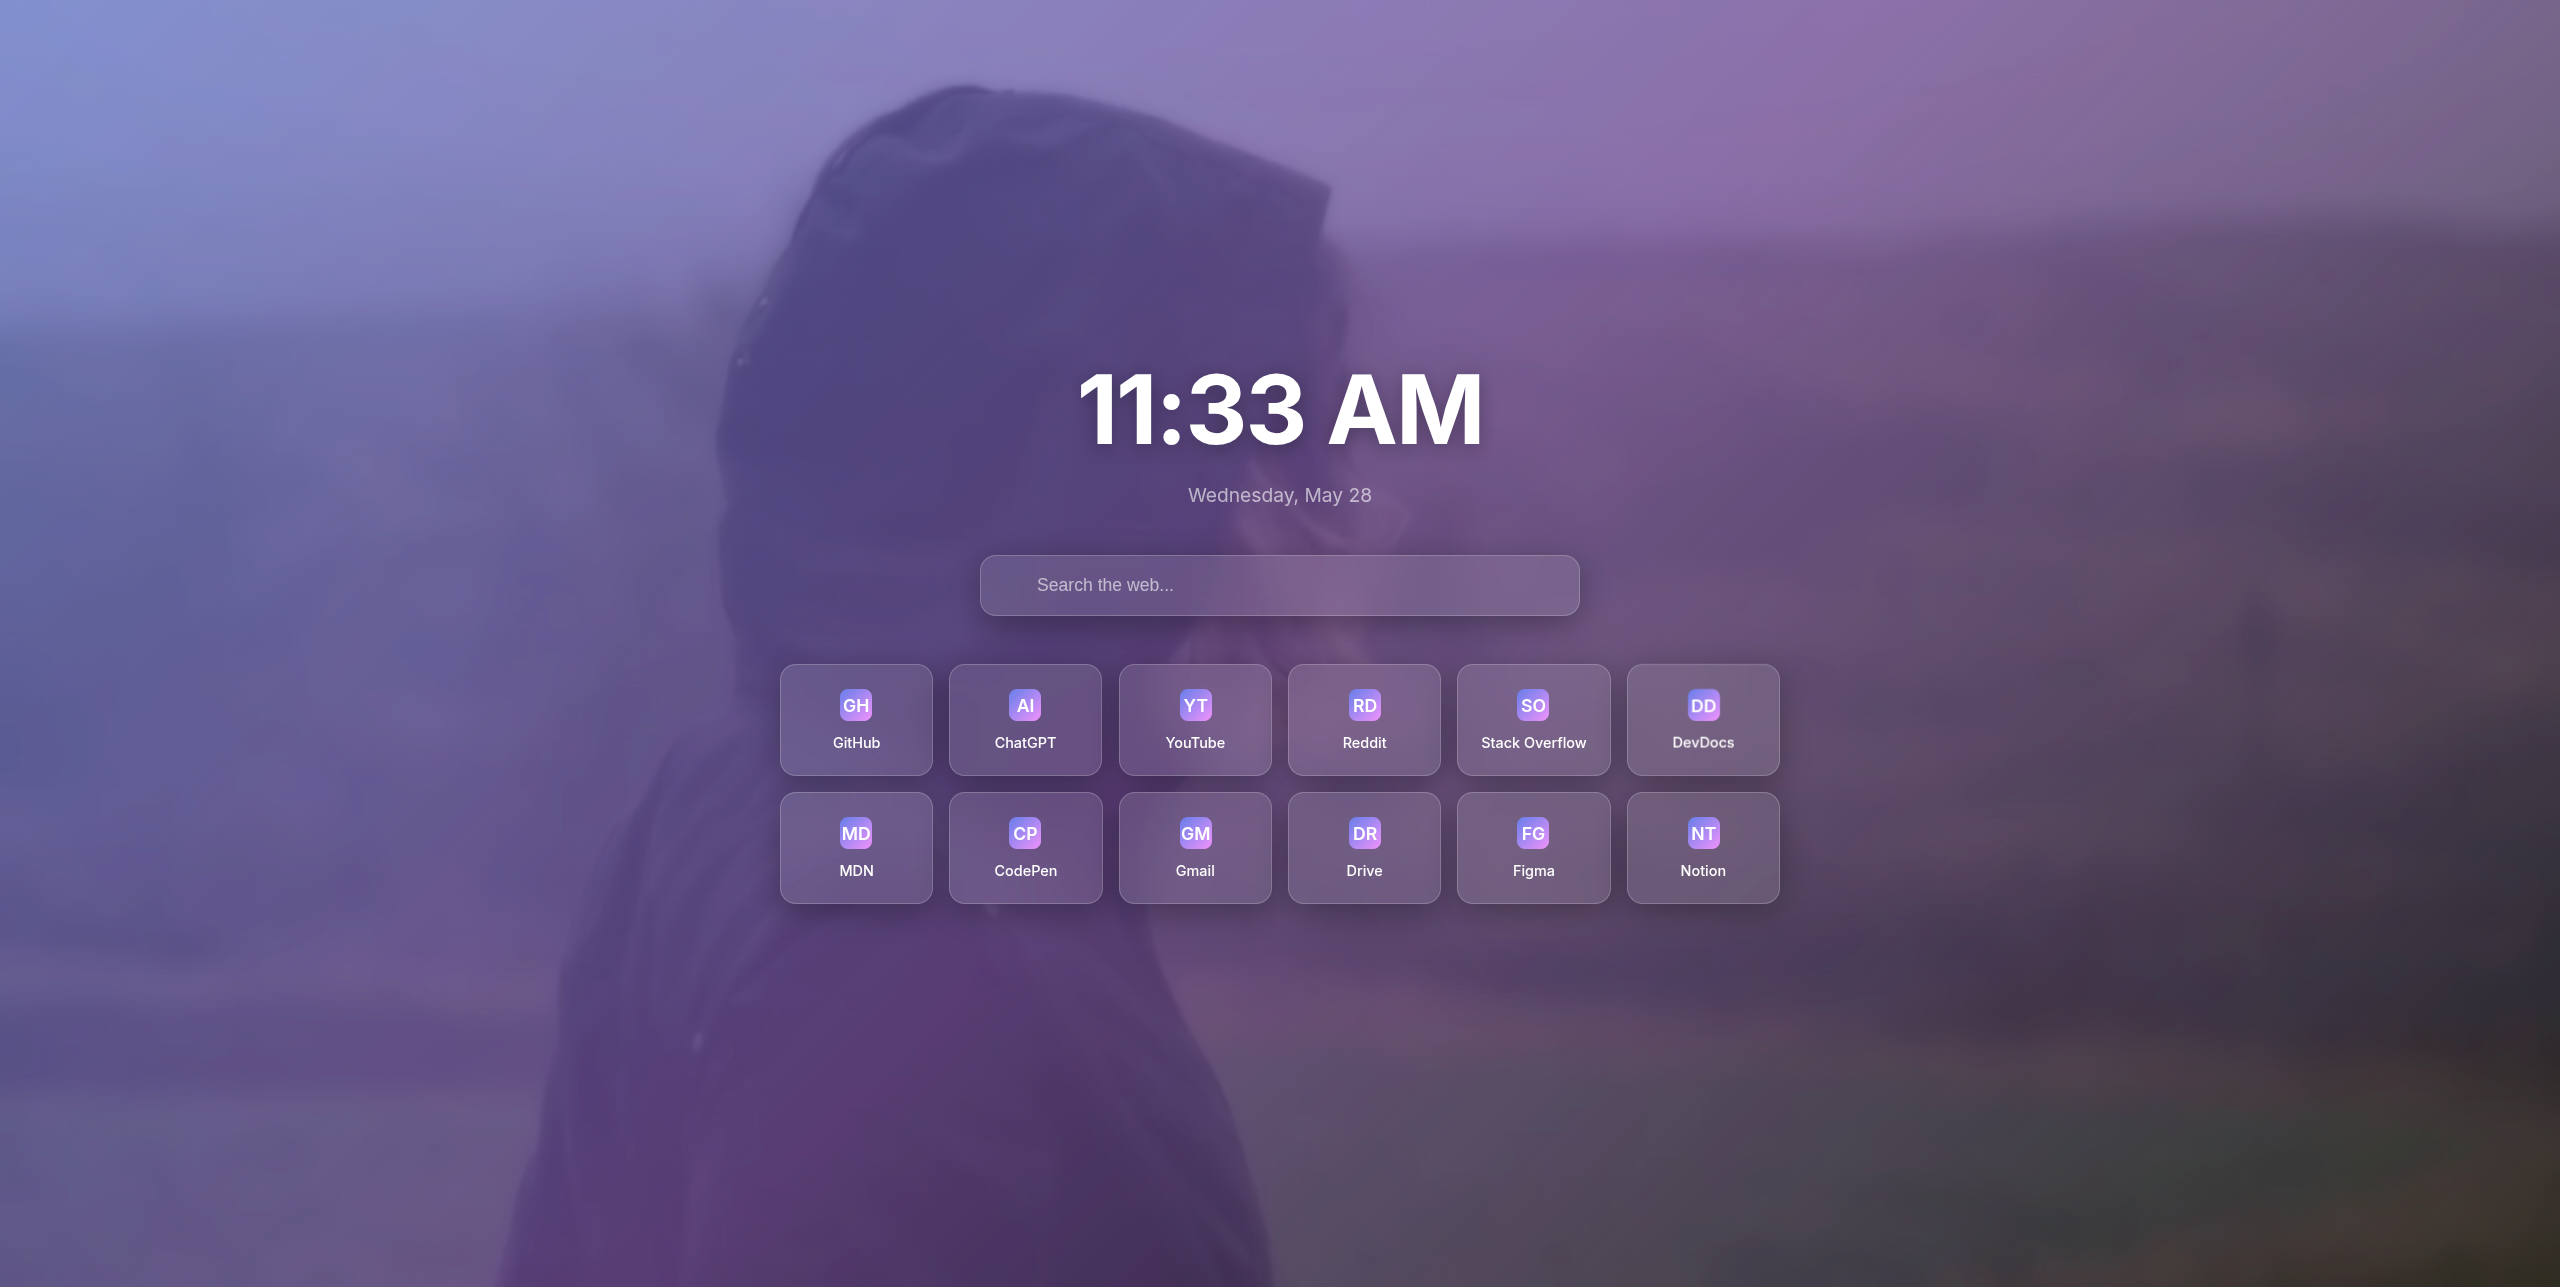 11:33 AM
Wednesday, May 28
Search the web...
GH AI YT RD SO DD
GitHub ChatGPT YouTube Reddit Stack Overflow DevDocs
MD CP GM DR FG NT
MDN CodePen Gmail Drive Figma Notion